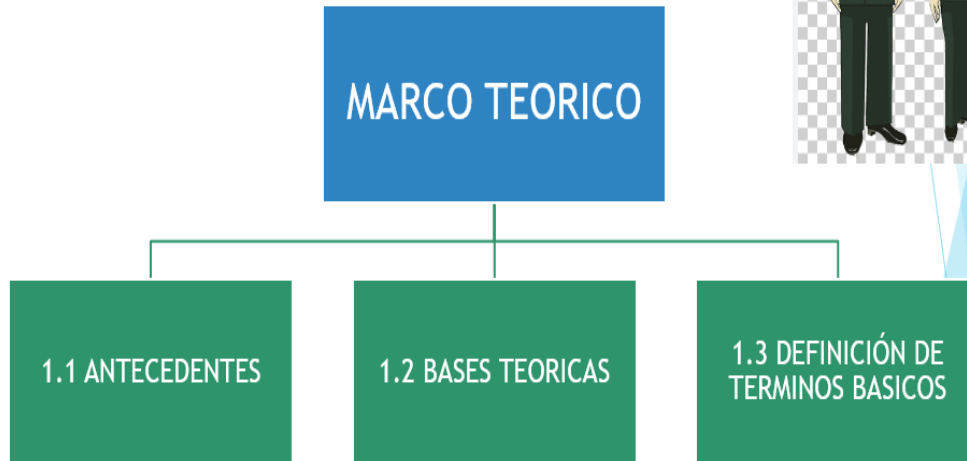 MARCO TEORICO
1.1 ANTECEDENTES
1.2 BASES TEORICAS
1.3 DEFINICIÓN DE
TERMINOS BASICOS